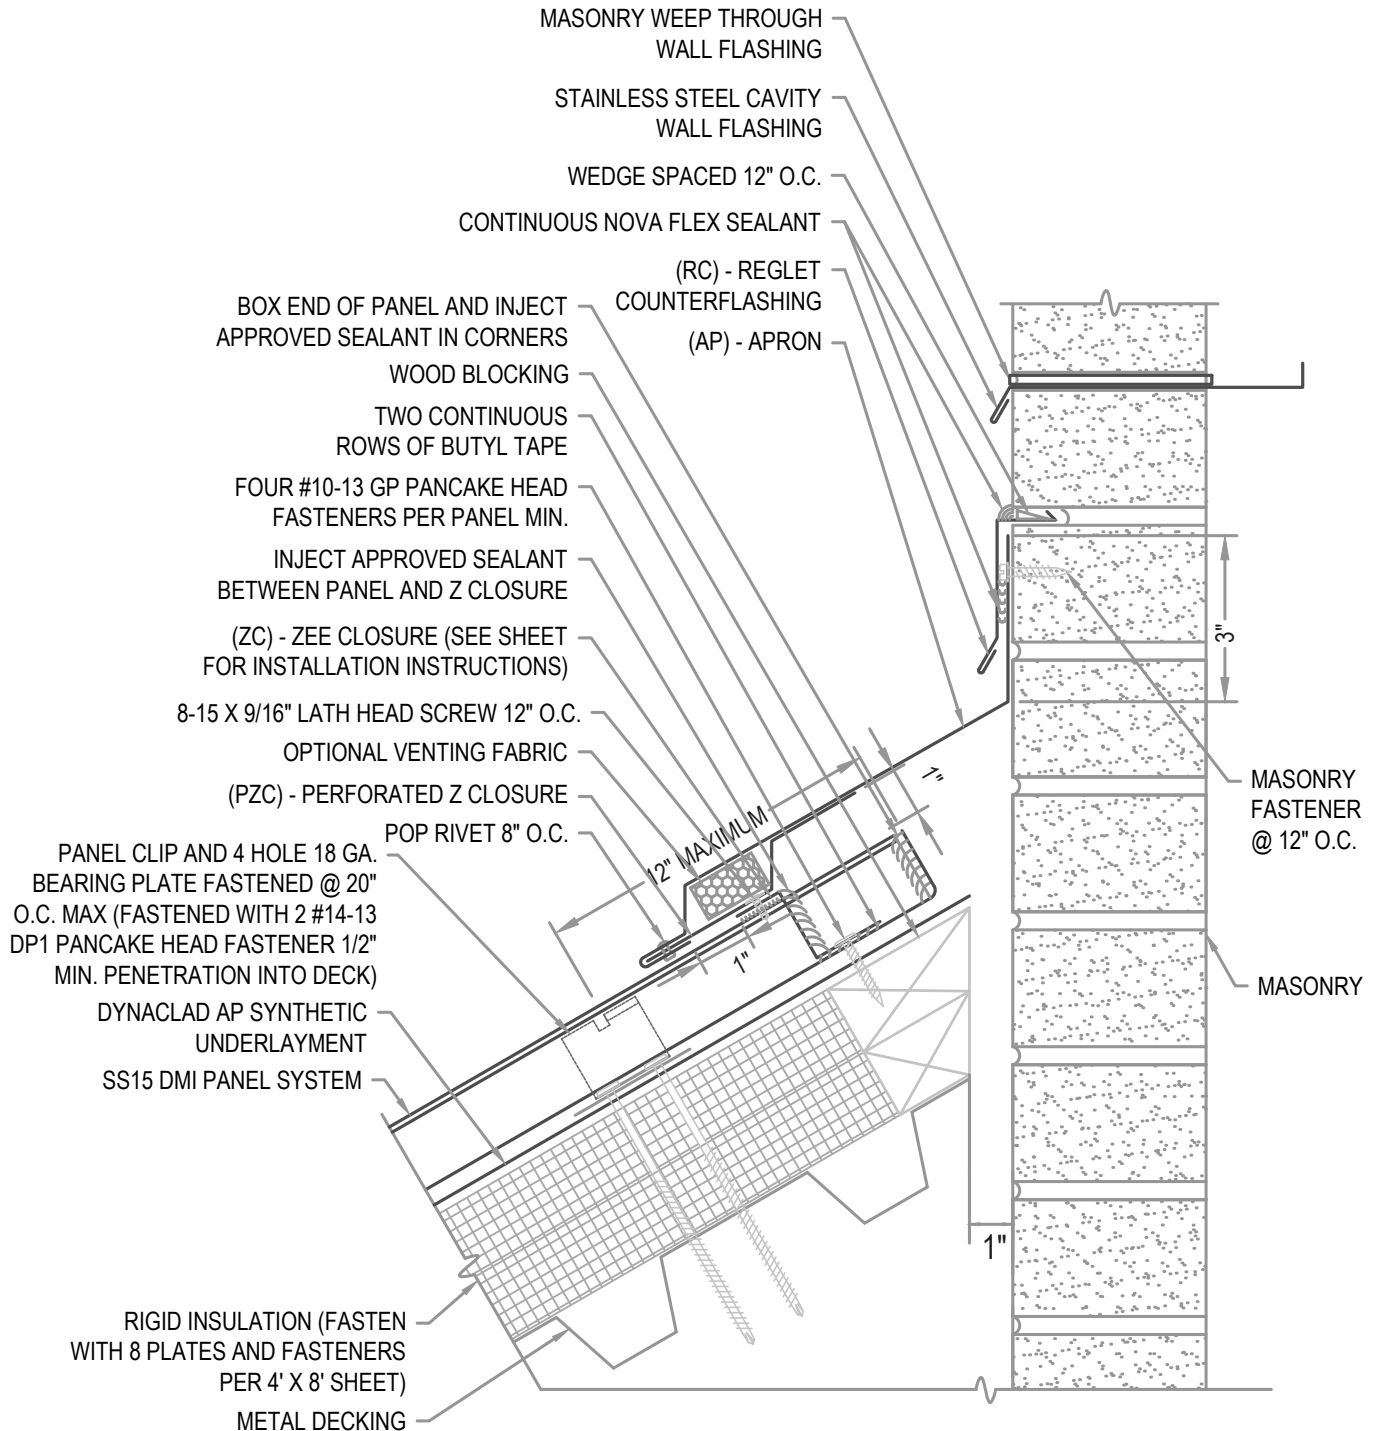 MASONRY WEEP THROUGH
WALL FLASHING
STAINLESS STEEL CAVITY
WALL FLASHING
WEDGE SPACED 12" O.C.
CONTINUOUS NOVA FLEX SEALANT
(RC) - REGLET
COUNTERFLASHING
(AP) - APRON
BOX END OF PANEL AND INJECT
APPROVED SEALANT IN CORNERS
WOOD BLOCKING
TWO CONTINUOUS
ROWS OF BUTYL TAPE
FOUR #10-13 GP PANCAKE HEAD
FASTENERS PER PANEL MIN.
INJECT APPROVED SEALANT
BETWEEN PANEL AND Z CLOSURE
(ZC) - ZEE CLOSURE (SEE SHEET
FOR INSTALLATION INSTRUCTIONS)
8-15 X 9/16" LATH HEAD SCREW 12" O.C.
OPTIONAL VENTING FABRIC
(PZC) - PERFORATED Z CLOSURE
POP RIVET 8" O.C.
PANEL CLIP AND 4 HOLE 18 GA.
BEARING PLATE FASTENED @ 20"
O.C. MAX (FASTENED WITH 2 #14-13
DP1 PANCAKE HEAD FASTENER 1/2"
MIN. PENETRATION INTO DECK)
DYNACLAD AP SYNTHETIC
UNDERLAYMENT
SS15 DMI PANEL SYSTEM
RIGID INSULATION (FASTEN
WITH 8 PLATES AND FASTENERS
PER 4' X 8' SHEET)
METAL DECKING
12" MAXIMUM
1"
1"
3"
1"
MASONRY
FASTENER
@ 12" O.C.
MASONRY